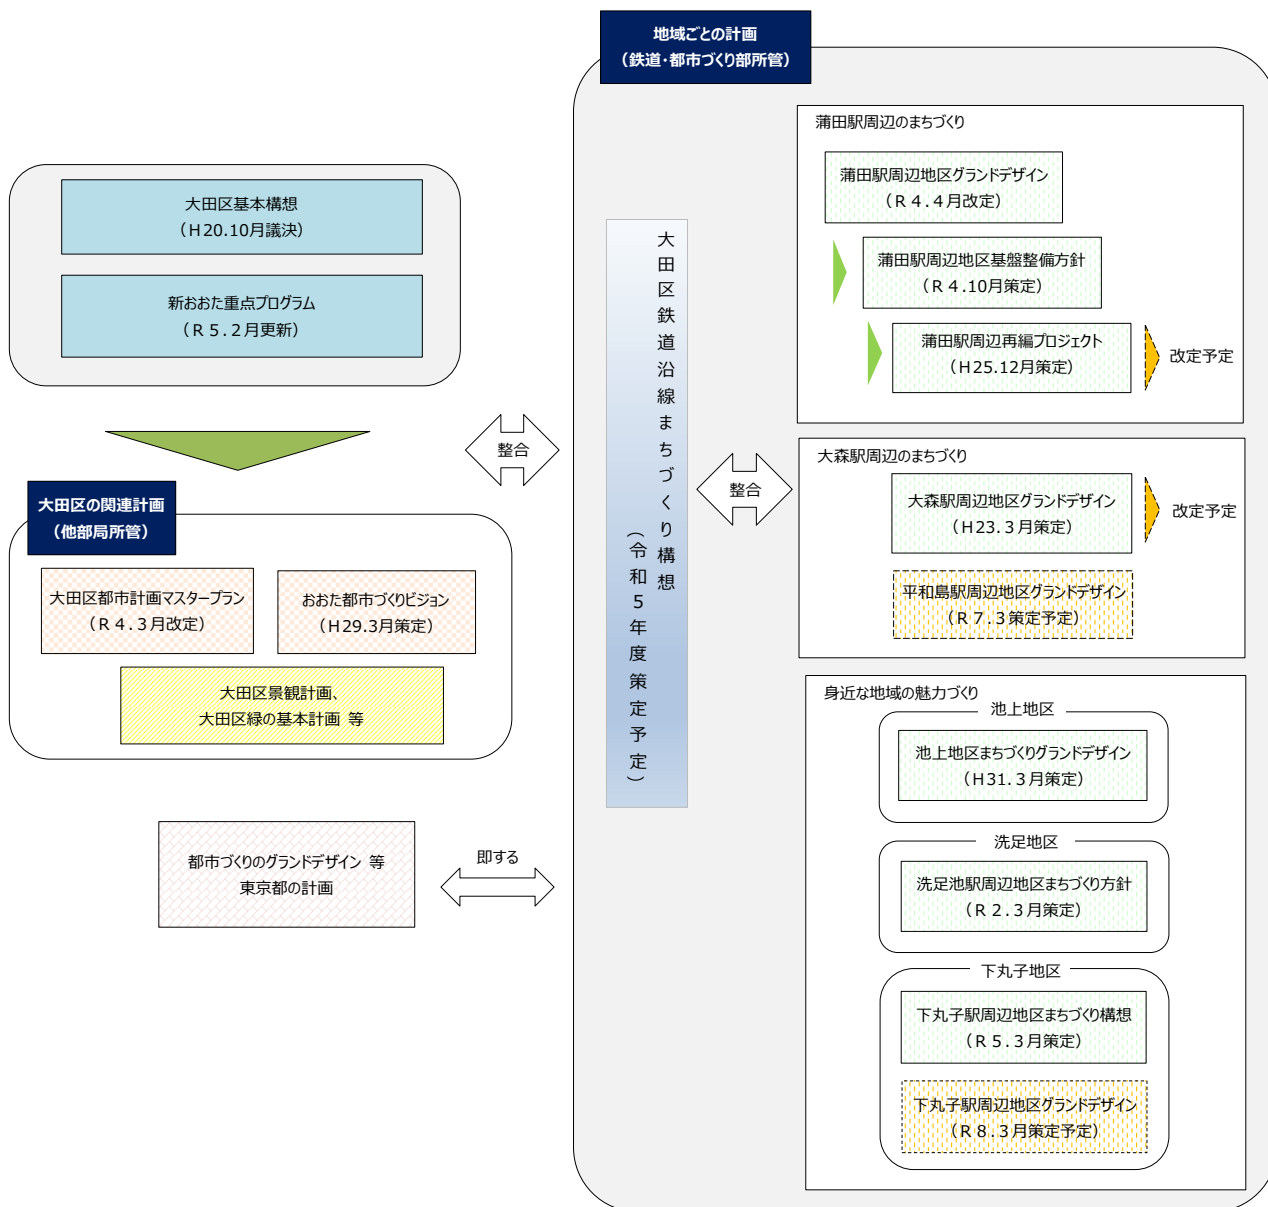 地域ごとの計画
（鉄道・都市づくり部所管）
大田区基本構想
（H20.10月議決）
新おおた重点プログラム
（R５.２月更新）
整合
大田区の関連計画
（他部局所管）
大田区都市計画マスタープラン
（R４.３月改定）
おおた都市づくりビジョン
（H29.3月策定）
大田区景観計画、
大田区緑の基本計画 等
都市づくりのグランドデザイン 等
東京都の計画
即する
大田区鉄道沿線まちづくり構想
（令和５年度策定予定）
整合
蒲田駅周辺のまちづくり
蒲田駅周辺地区グランドデザイン
（R４.４月改定）
蒲田駅周辺地区基盤整備方針
（R４.10月策定）
蒲田駅周辺再編プロジェクト
（H25.12月策定）
改定予定
大森駅周辺のまちづくり
大森駅周辺地区グランドデザイン
（H23.３月策定）
改定予定
平和島駅周辺地区グランドデザイン
（R７.３策定予定）
身近な地域の魅力づくり
池上地区
池上地区まちづくりグランドデザイン
（H31.３月策定）
洗足地区
洗足池駅周辺地区まちづくり方針
（R２.３月策定）
下丸子地区
下丸子駅周辺地区まちづくり構想
（R５.３月策定）
下丸子駅周辺地区グランドデザイン
（R８.３月策定予定）